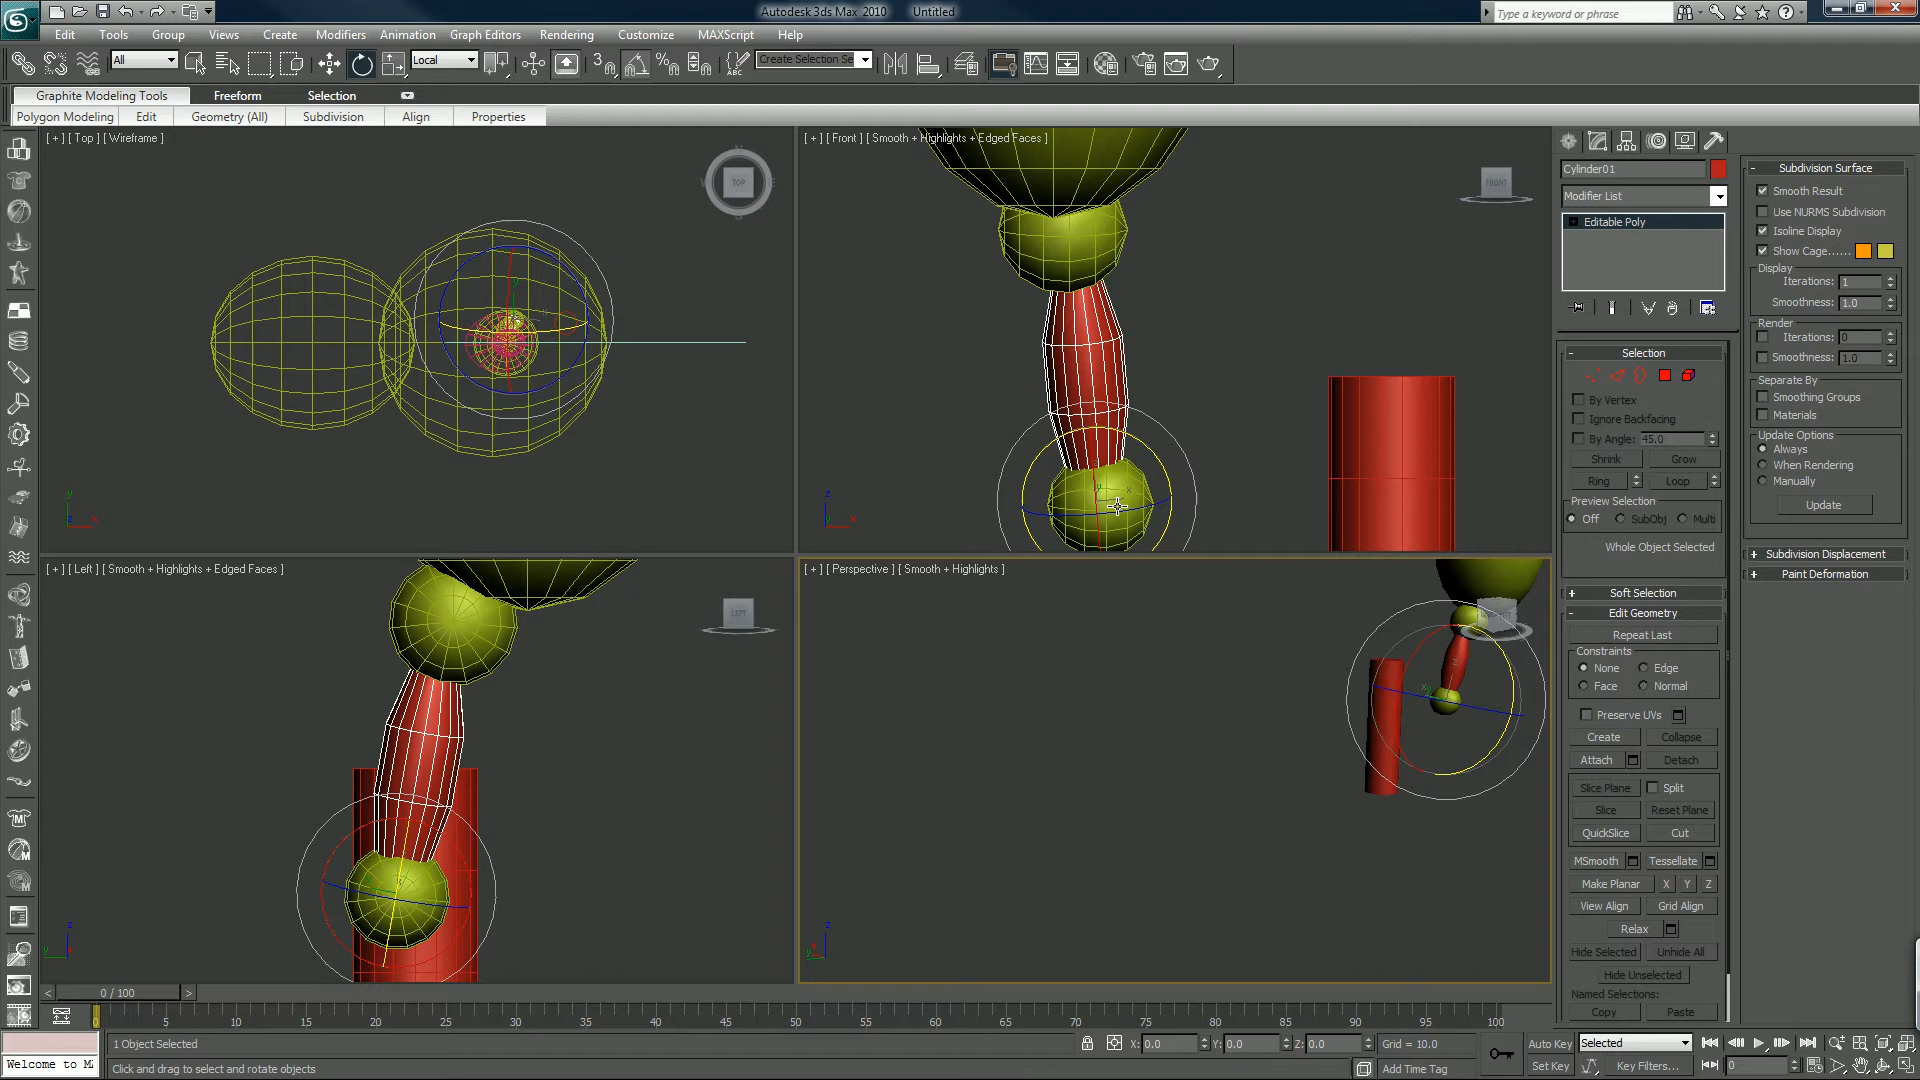 Autodesk 3ds Max 2010 Untitled
Type a keyword or phrase
Edit Tools Group Views Create Modifiers Animation Graph Editors Rendering Customize MAXScript Help
All
Local
Create Selection Se
Graphite Modeling Tools Freeform Selection
Polygon Modeling Edit Geometry (All) Subdivision Align Properties
[ + ] [ Top ] [ Wireframe ]
TOP
[ + ] [ Front ] [ Smooth + Highlights + Edged Faces ]
FRONT
[ + ] [ Left ] [ Smooth + Highlights + Edged Faces ]
LEFT
[ + ] [ Perspective ] [ Smooth + Highlights ]
Cylinder01
Modifier List
Editable Poly
Selection
By Vertex
Ignore Backfacing
By Angle: 45.0
Shrink Grow
Ring Loop
Preview Selection
Off SubObj Multi
Whole Object Selected
Soft Selection
Edit Geometry
Repeat Last
Constraints
None Edge
Face Normal
Preserve UVs
Create Collapse
Attach Detach
Slice Plane Split
Slice Reset Plane
QuickSlice Cut
MSmooth Tessellate
Make Planar X Y Z
View Align Grid Align
Relax
Hide Selected Unhide All
Hide Unselected
Named Selections:
Copy Paste
Subdivision Surface
Smooth Result
Use NURMS Subdivision
Isoline Display
Show Cage......
Display
Iterations: 1
Smoothness: 1.0
Render
Iterations: 0
Smoothness: 1.0
Separate By
Smoothing Groups
Materials
Update Options
Always
When Rendering
Manually
Update
Subdivision Displacement
Paint Deformation
0 / 100
0 5 10 15 20 25 30 35 40 45 50 55 60 65 70 75 80 85 90 95 100
1 Object Selected
X: 0.0 Y: 0.0 Z: 0.0 Grid = 10.0
Auto Key Selected
Welcome to M
Click and drag to select and rotate objects
Add Time Tag
Set Key Key Filters... 0